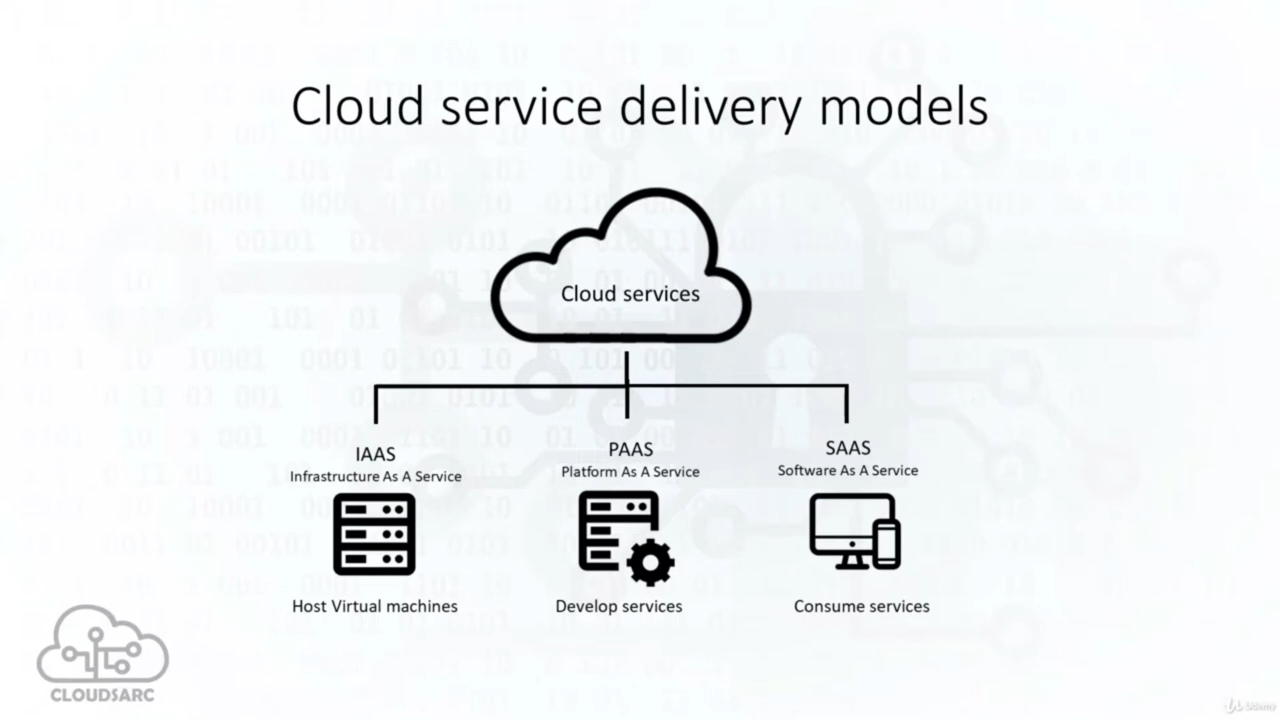 Cloud service delivery models
Cloud services
IAAS
Infrastructure As A Service
Host Virtual machines
PAAS
Platform As A Service
Develop services
SAAS
Software As A Service
Consume services
CLOUDSARC
Udemy